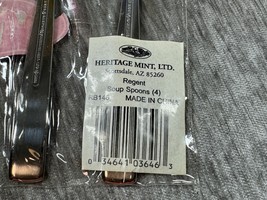 HERITAGE MINT, LTD.
Scottsdale, AZ 85260
Regent
Soup Spoons (4)
MADE IN CHINA
0 34641 03646 3